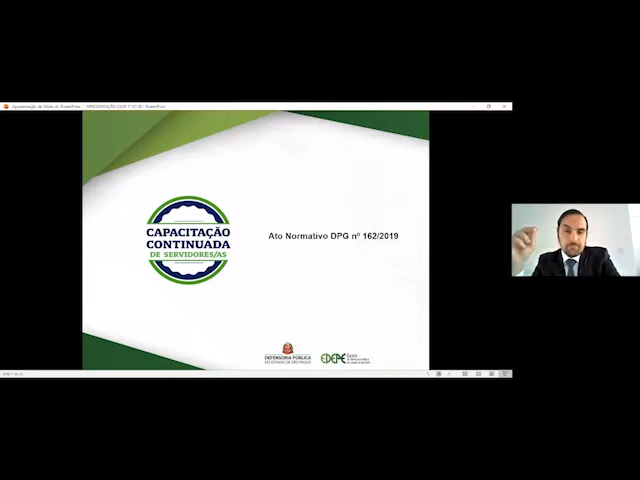 CAPACITAÇÃO
CONTINUADA
DE SERVIDORES/AS
Ato Normativo DPG nº 162/2019
DEFENSORIA PÚBLICA
DO ESTADO DE SÃO PAULO
EDEPE
Escola